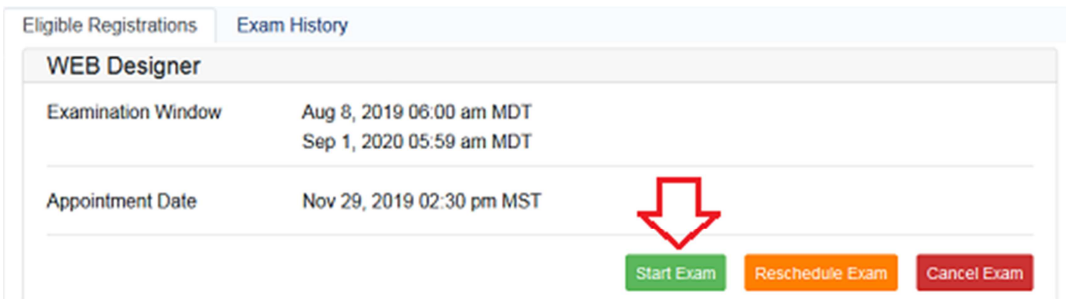 Eligible Registrations Exam History
WEB Designer
Examination Window Aug 8, 2019 06:00 am MDT
Sep 1, 2020 05:59 am MDT
Appointment Date Nov 29, 2019 02:30 pm MST
Start Exam Reschedule Exam Cancel Exam